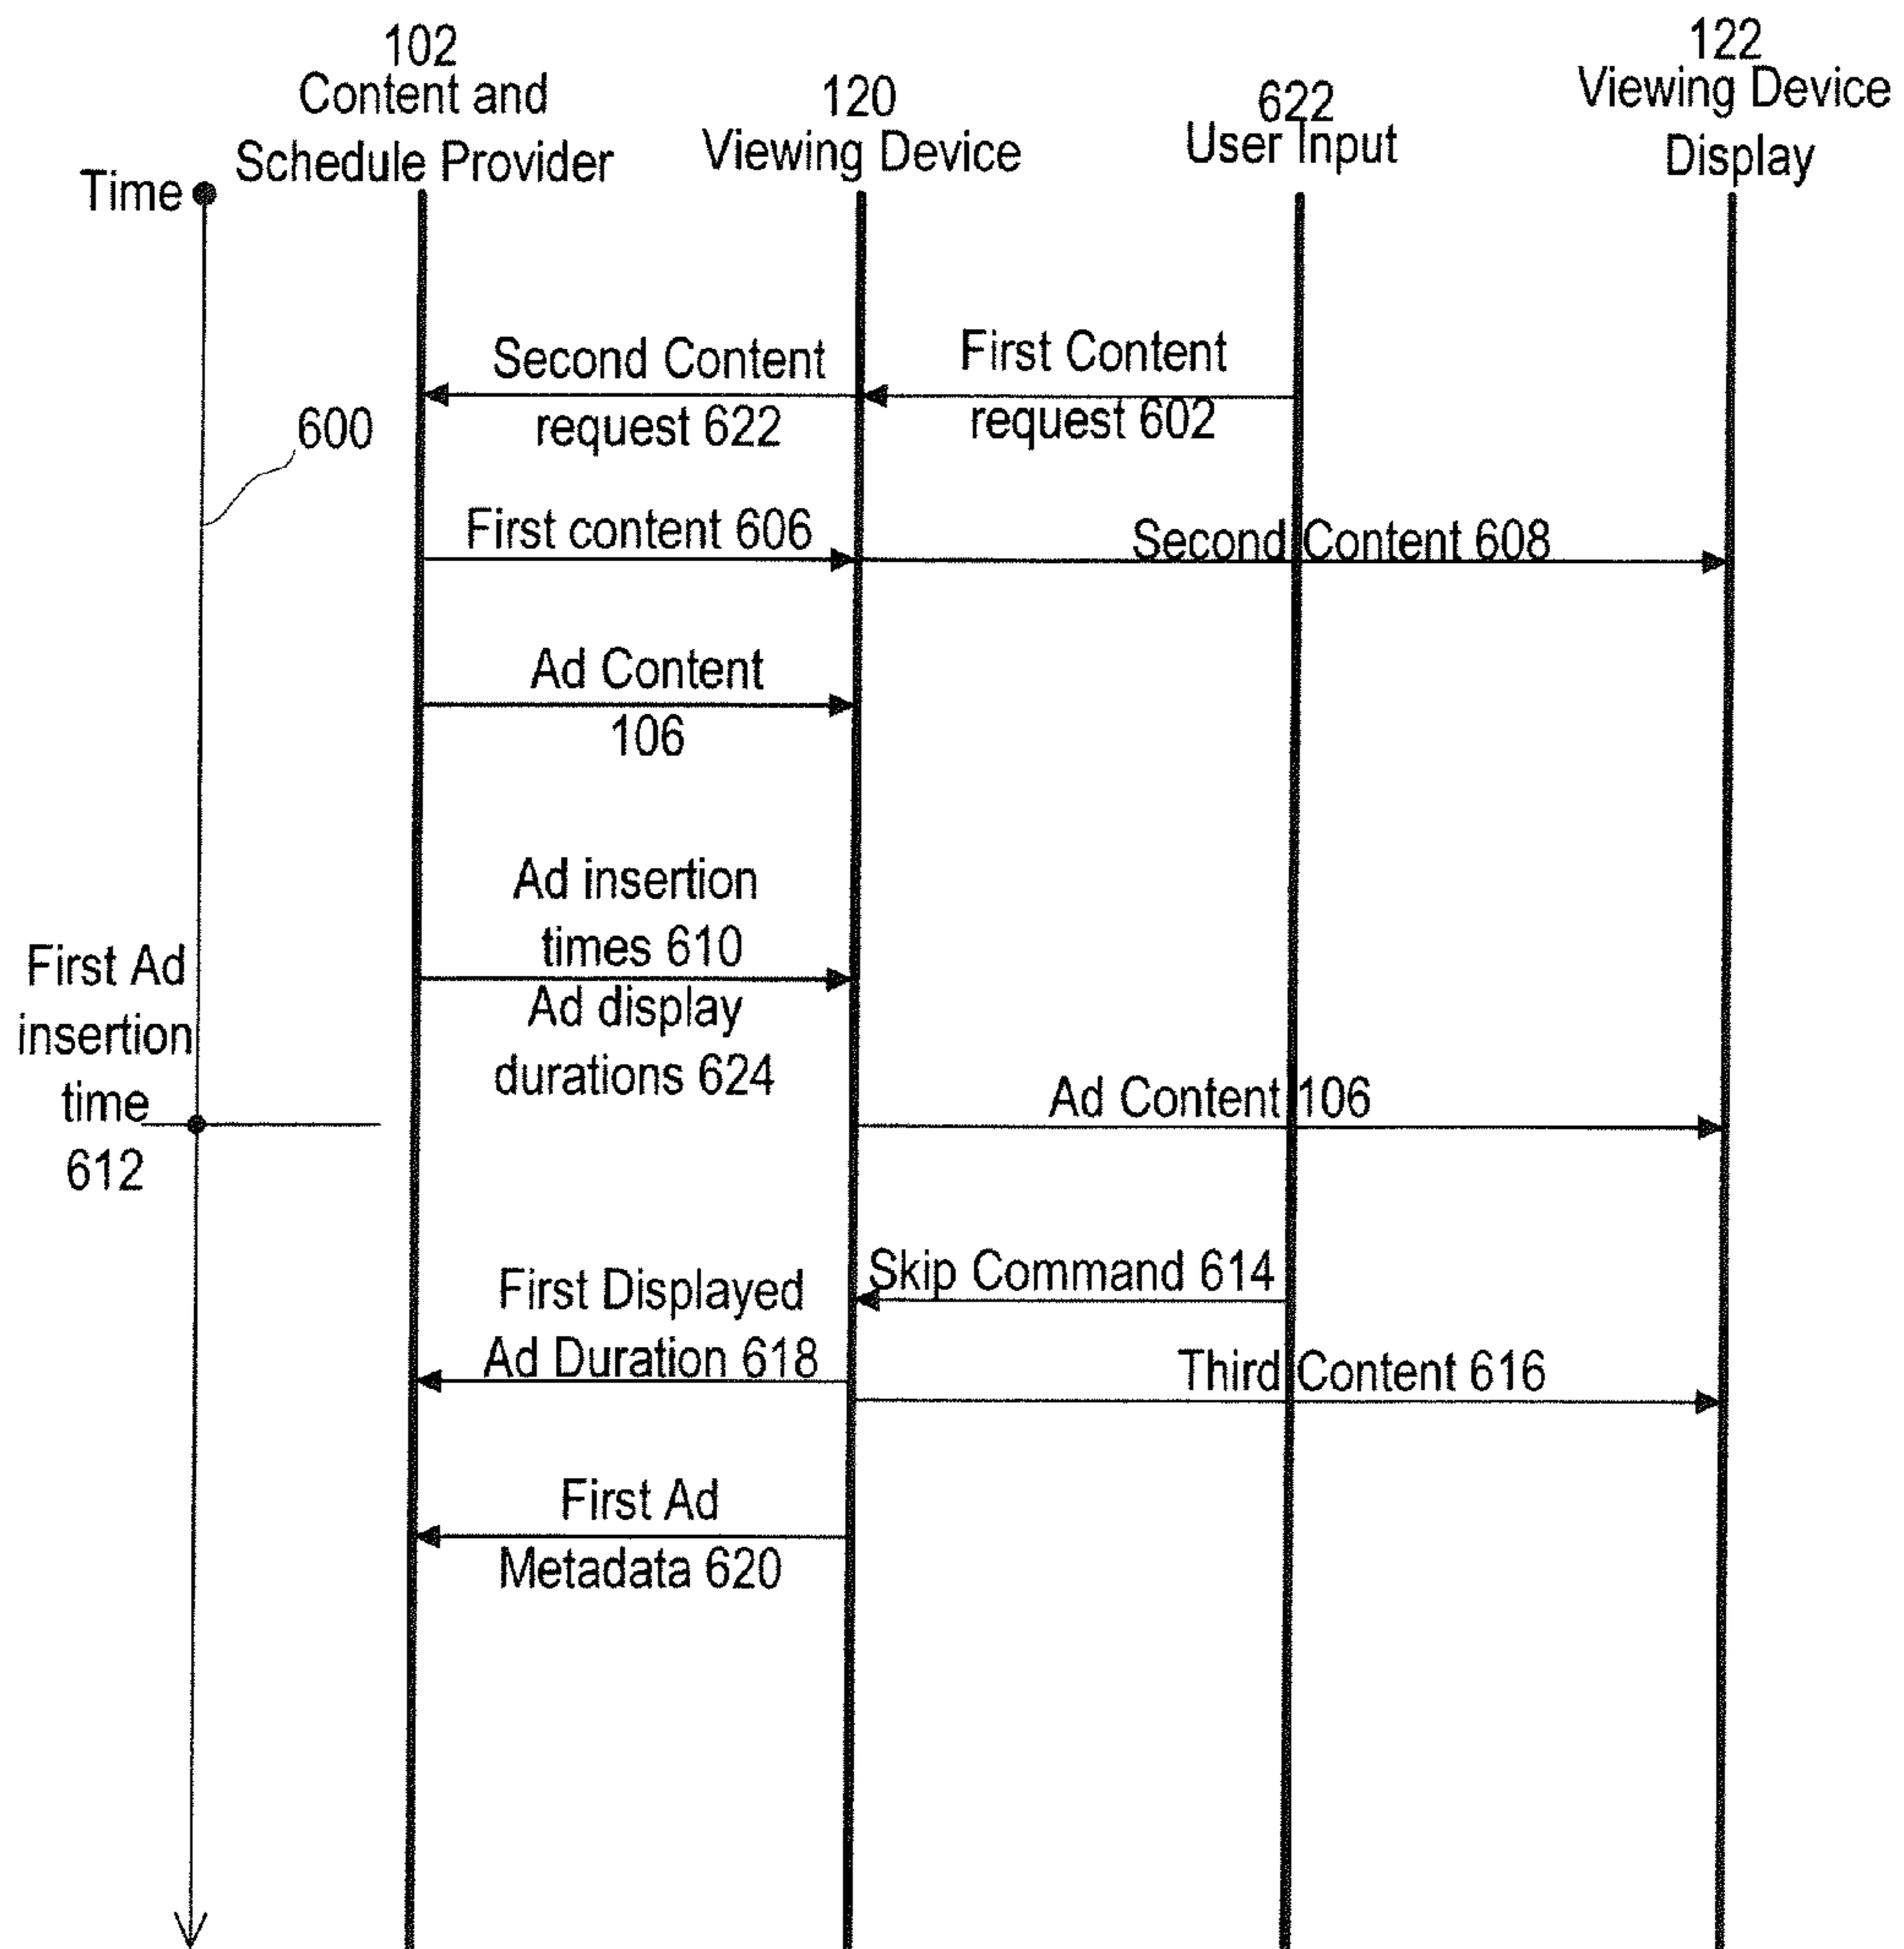 102
Content and
Schedule Provider
120
Viewing Device
622
User Input
122
Viewing Device
Display
Time
Second Content
request 622
First Content
request 602
600
First content 606
Second Content 608
Ad Content
106
Ad insertion
times 610
Ad display
durations 624
First Ad
insertion
time
612
Ad Content 106
Skip Command 614
First Displayed
Ad Duration 618
Third Content 616
First Ad
Metadata 620